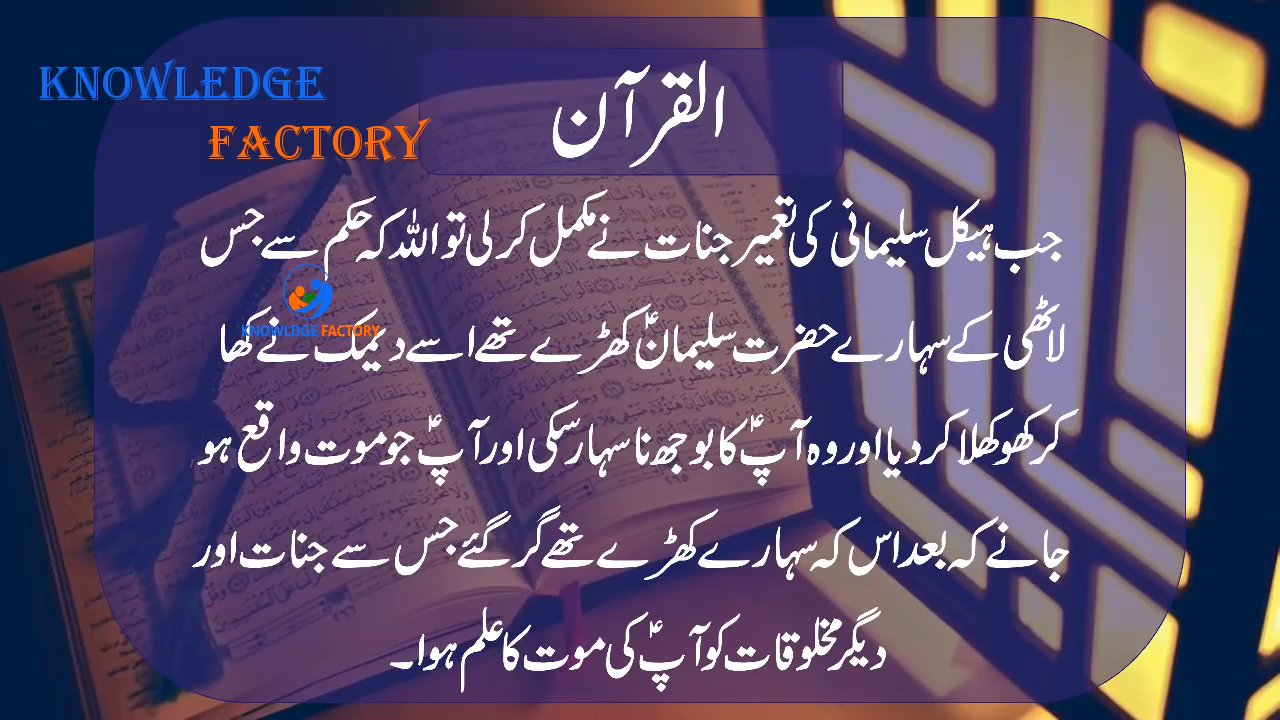 KNOWLEDGE
FACTORY
القرآن
جب ہیکل سلیمانی کی تعمیر جنات نے مکمل کر لی تو اللہ کہ حکم سے جس
KNOWLDGE FACTORY
لاٹھی کے سہارے حضرت سلیمانؑ کھڑے تھے اسے دیمک نے کھا
کر کھوکھلا کر دیا اور وہ آپؑ کا بوجھ نا سہار سکی اور آپؑ جو موت واقع ہو
جانے کہ بعد اس کہ سہارے کھڑے تھے گر گئے جس سے جنات اور
دیگر مخلوقات کو آپؑ کی موت کا علم ہوا۔